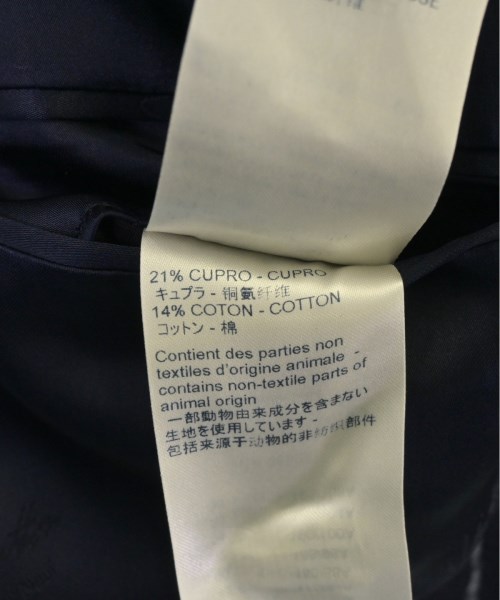 21% CUPRO - CUPRO
キュプラ - 铜氨纤维
14% COTON - COTTON
コットン - 棉
Contient des parties non
textiles d'origine animale -
contains non-textile parts of
animal origin
一部動物由来成分を含まない
生地を使用しています -
包括来源于动物的非纺织部件